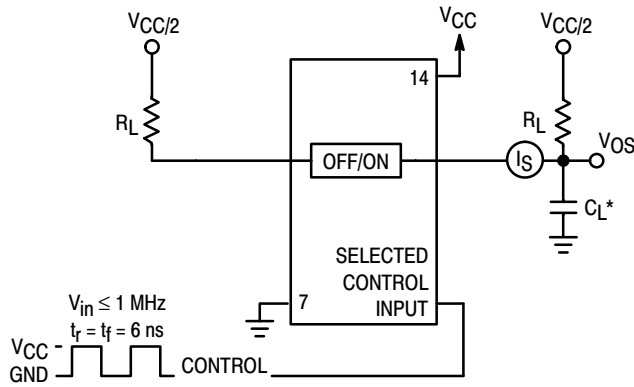 VCC/2
VCC
VCC/2
14
RL
RL
VOS
OFF/ON
IS
CL*
SELECTED
CONTROL
INPUT
7
Vin ≤ 1 MHz
tr = tf = 6 ns
VCC
GND
CONTROL